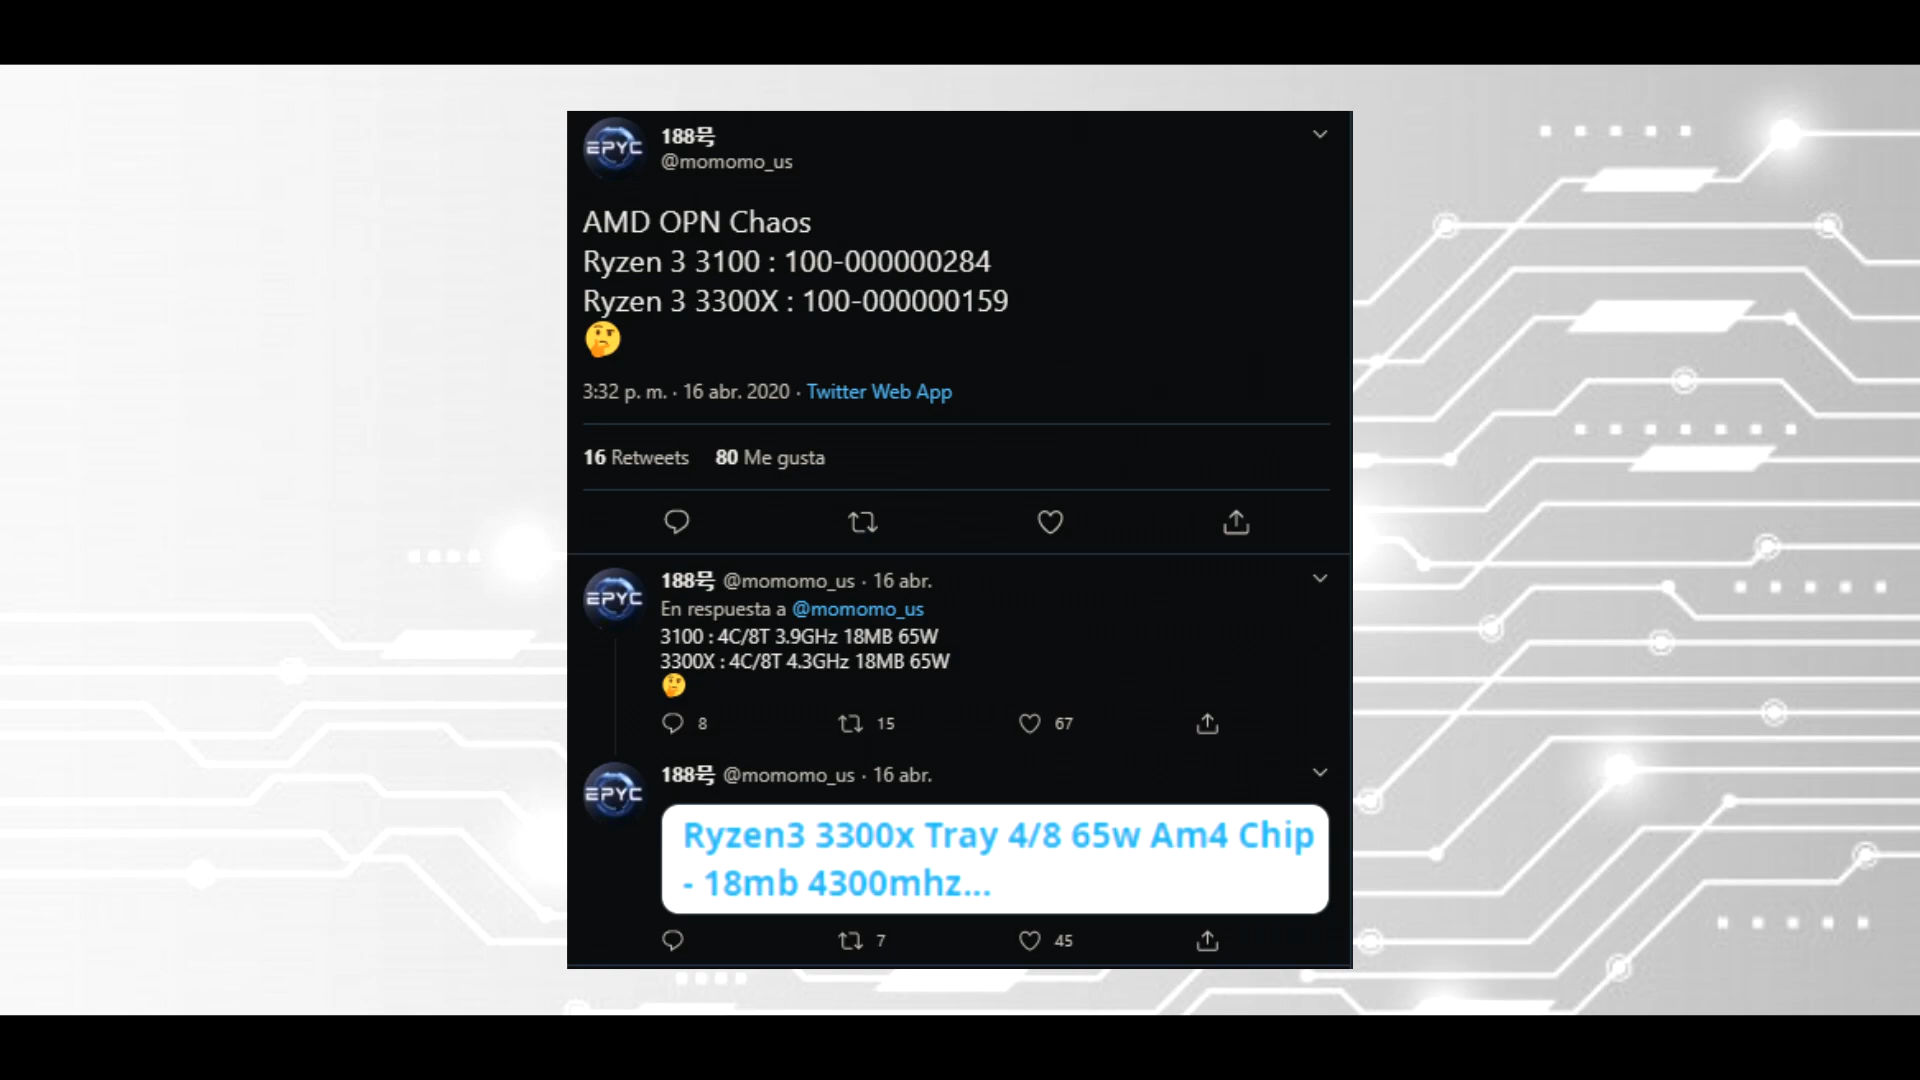 EPYC
188号
@momomo_us
AMD OPN Chaos
Ryzen 3 3100 : 100-000000284
Ryzen 3 3300X : 100-000000159
🤔
3:32 p. m. · 16 abr. 2020 · Twitter Web App
16 Retweets 80 Me gusta
EPYC
188号 @momomo_us · 16 abr.
En respuesta a @momomo_us
3100 : 4C/8T 3.9GHz 18MB 65W
3300X : 4C/8T 4.3GHz 18MB 65W
🤔
8 15 67
EPYC
188号 @momomo_us · 16 abr.
Ryzen3 3300x Tray 4/8 65w Am4 Chip
- 18mb 4300mhz...
7 45